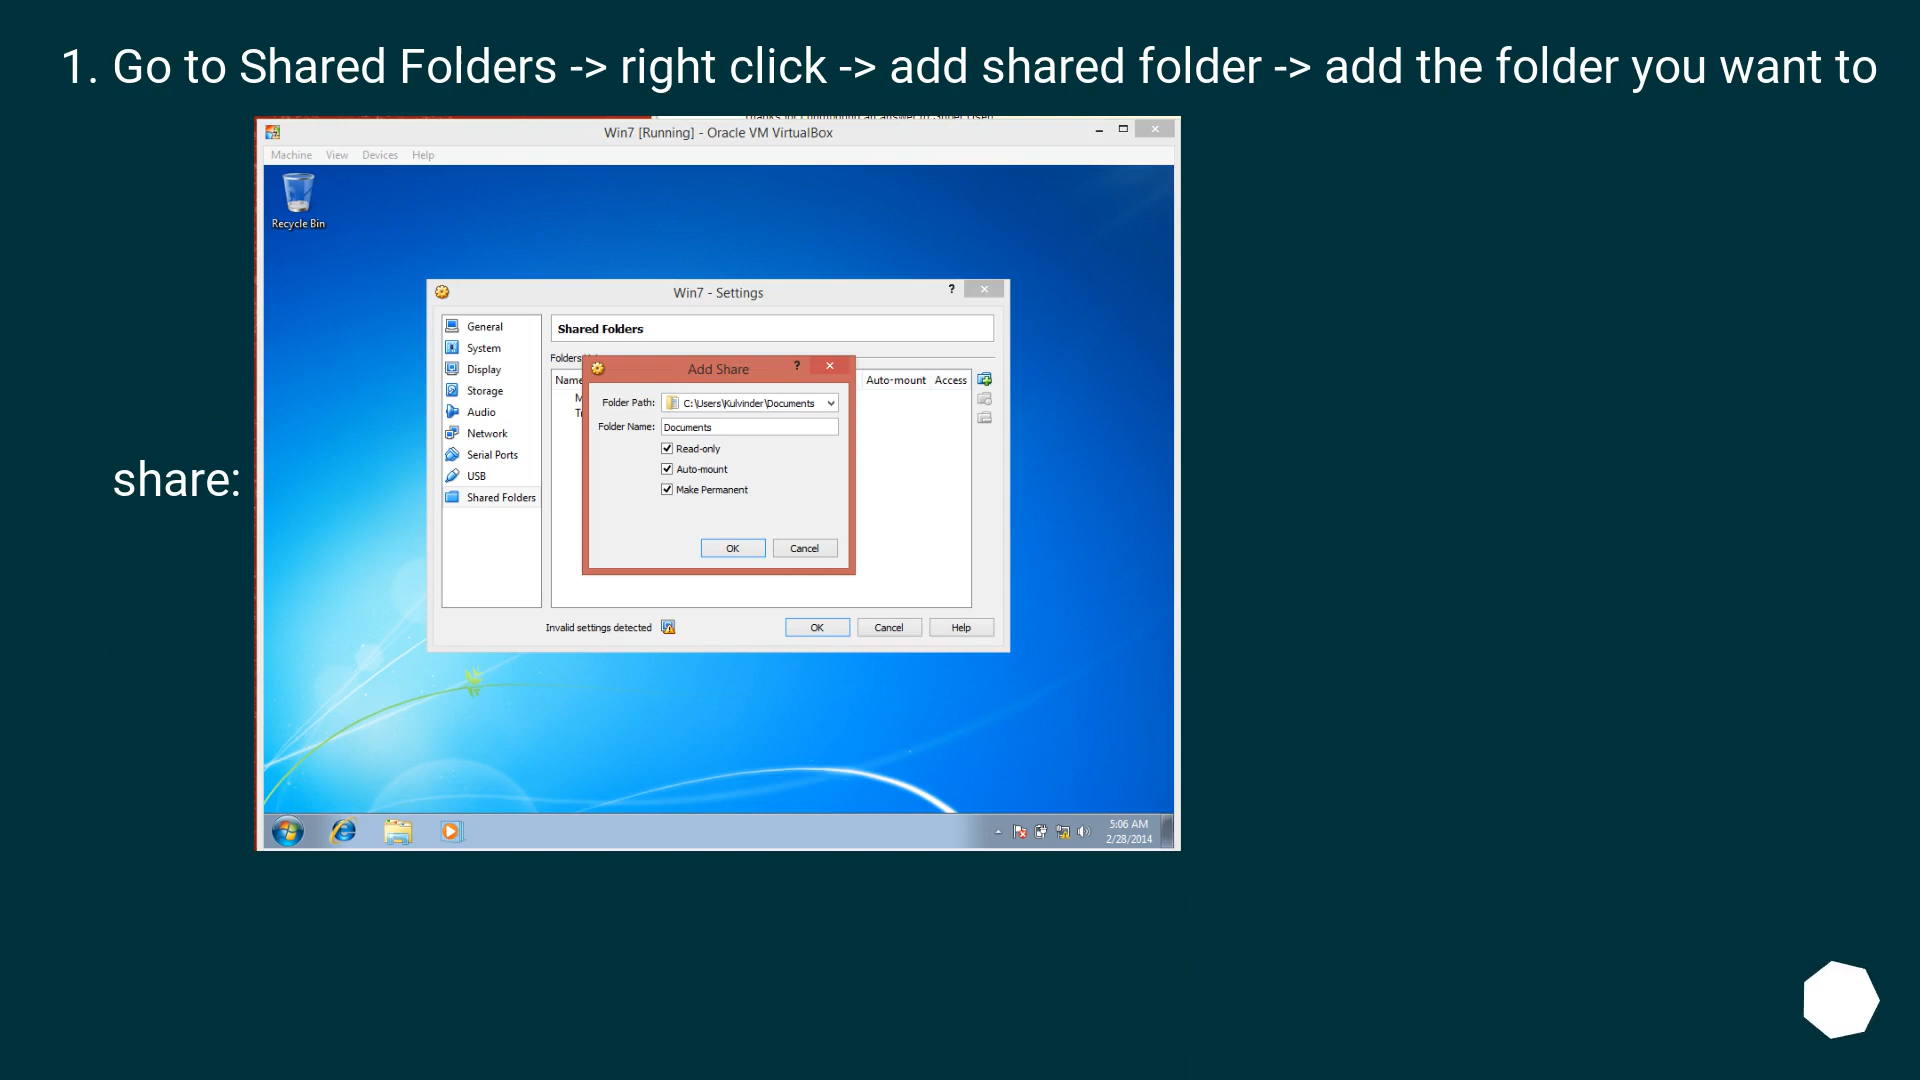 1. Go to Shared Folders -> right click -> add shared folder -> add the folder you want to
share:
Win7 [Running] - Oracle VM VirtualBox
Machine View Devices Help
Recycle Bin
Win7 - Settings ?
General
System
Display
Storage
Audio
Network
Serial Ports
USB
Shared Folders
Shared Folders
Folders
Name Auto-mount Access
Add Share ?
Folder Path: C:\Users\Kulvinder\Documents
Folder Name: Documents
Read-only
Auto-mount
Make Permanent
OK Cancel
Invalid settings detected OK Cancel Help
5:06 AM
2/28/2014